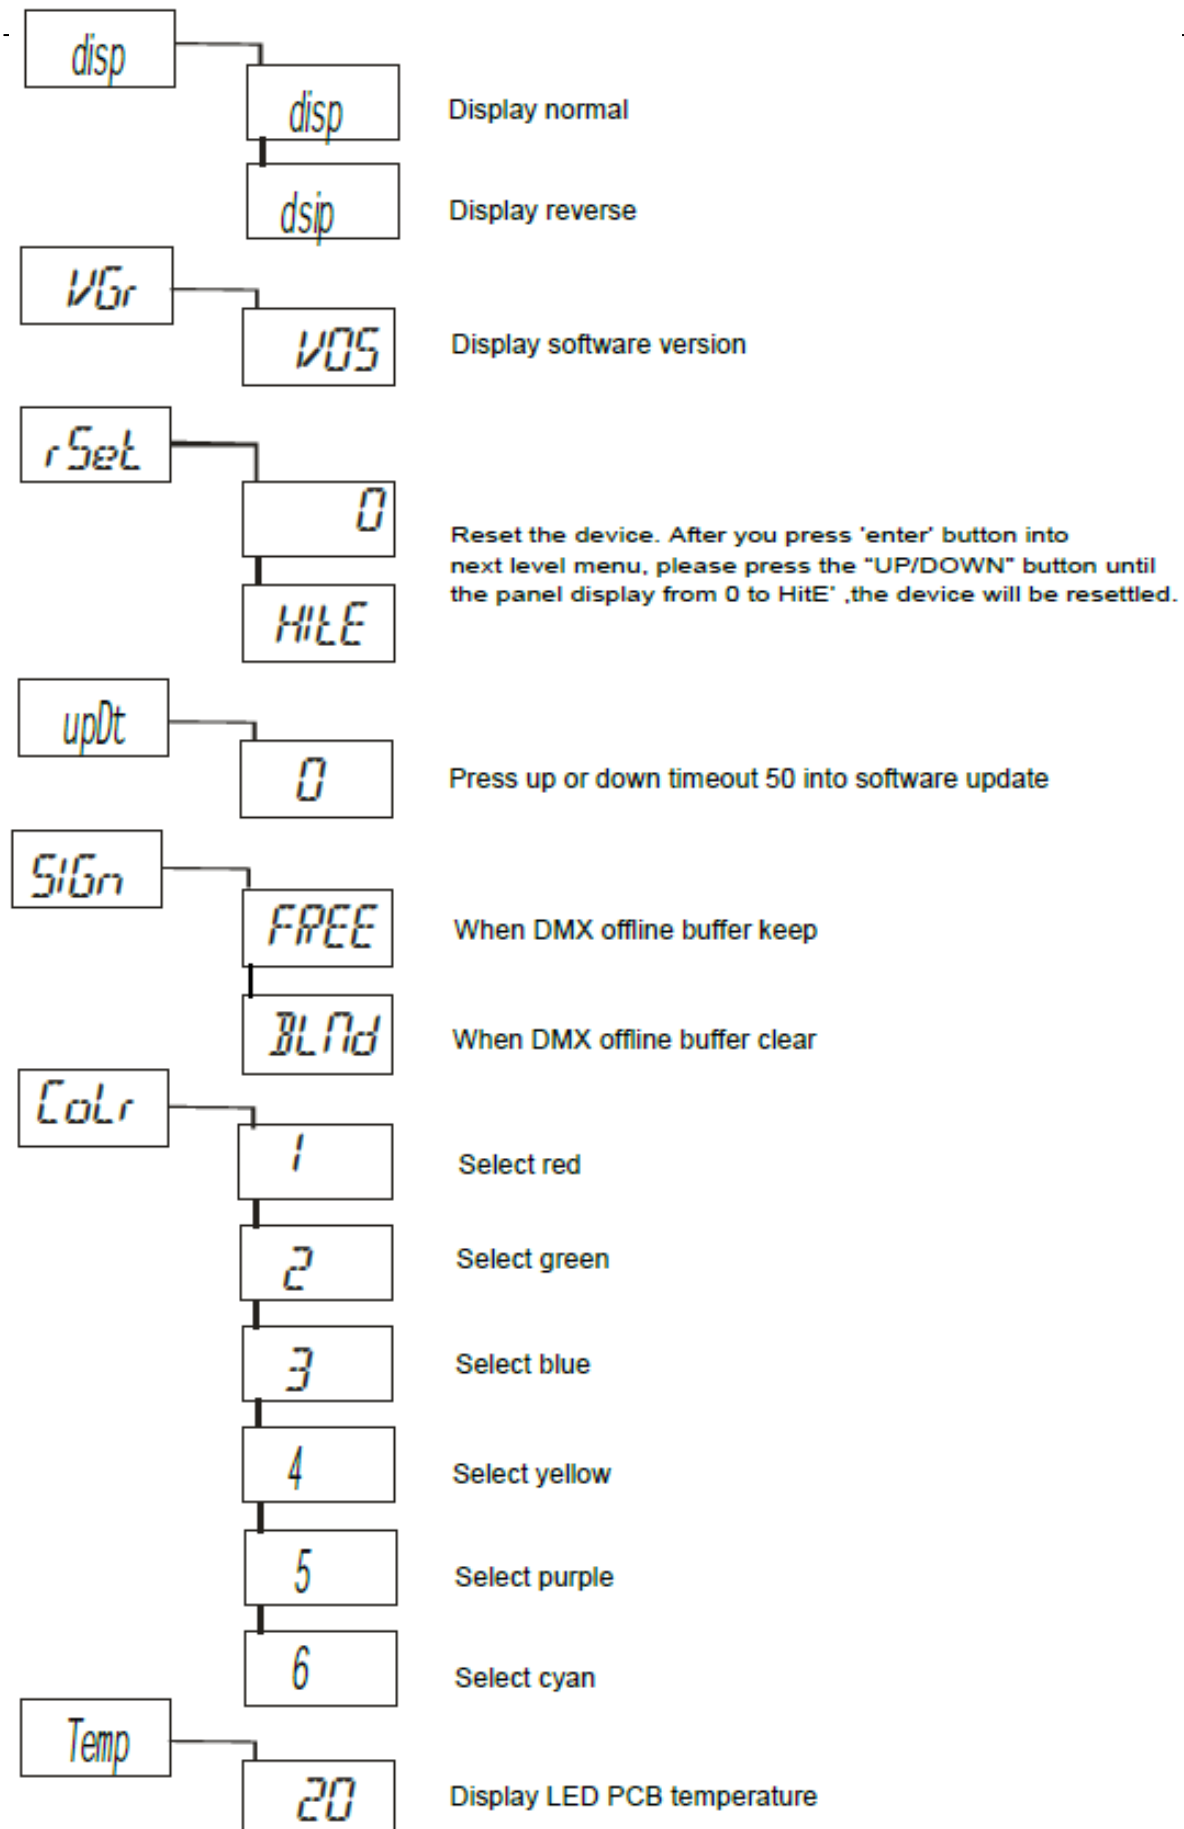 disp
disp Display normal
dsip Display reverse
VGr
V05 Display software version
rSet
0
Reset the device. After you press 'enter' button into
next level menu, please press the "UP/DOWN" button until
the panel display from 0 to HitE' ,the device will be resettled.
HItE
upDt
0 Press up or down timeout 50 into software update
SIGn
FREE When DMX offline buffer keep
BLNd When DMX offline buffer clear
CoLr
1 Select red
2 Select green
3 Select blue
4 Select yellow
5 Select purple
6 Select cyan
Temp
20 Display LED PCB temperature